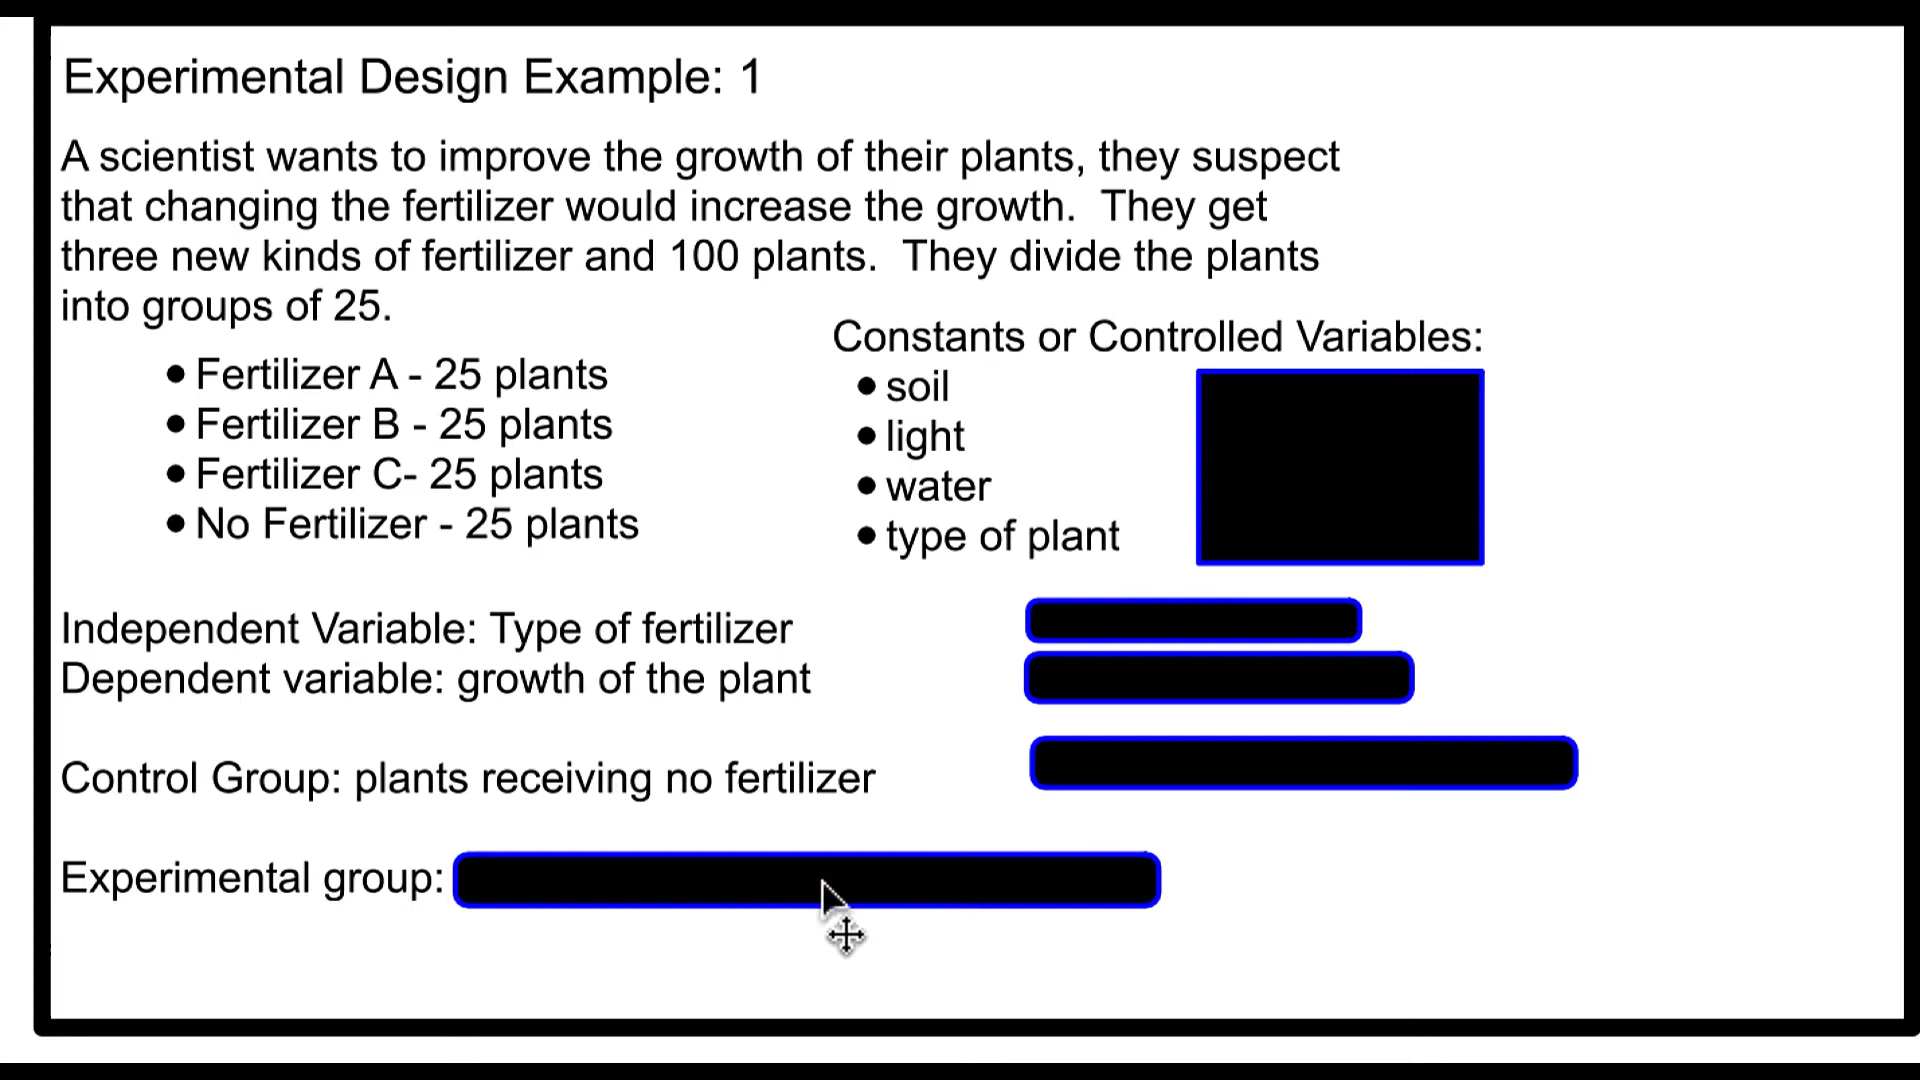 Experimental Design Example: 1
A scientist wants to improve the growth of their plants, they suspect
that changing the fertilizer would increase the growth.  They get
three new kinds of fertilizer and 100 plants.  They divide the plants
into groups of 25.
• Fertilizer A - 25 plants
• Fertilizer B - 25 plants
• Fertilizer C- 25 plants
• No Fertilizer - 25 plants
Constants or Controlled Variables:
• soil
• light
• water
• type of plant
Independent Variable: Type of fertilizer
Dependent variable: growth of the plant
Control Group: plants receiving no fertilizer
Experimental group: